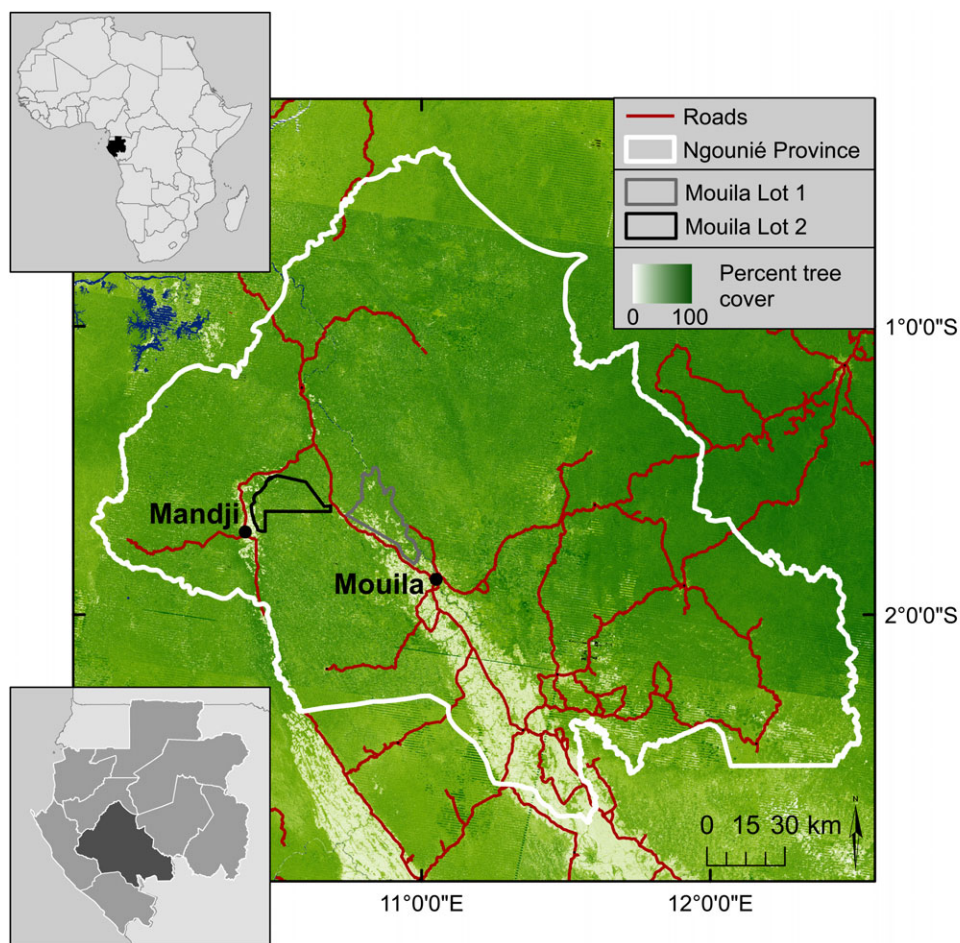 Roads
Ngounié Province
Mouila Lot 1
Mouila Lot 2
Percent tree
cover
0 100
1°0'0"S
Mandji
Mouila
2°0'0"S
0 15 30 km
N
11°0'0"E
12°0'0"E